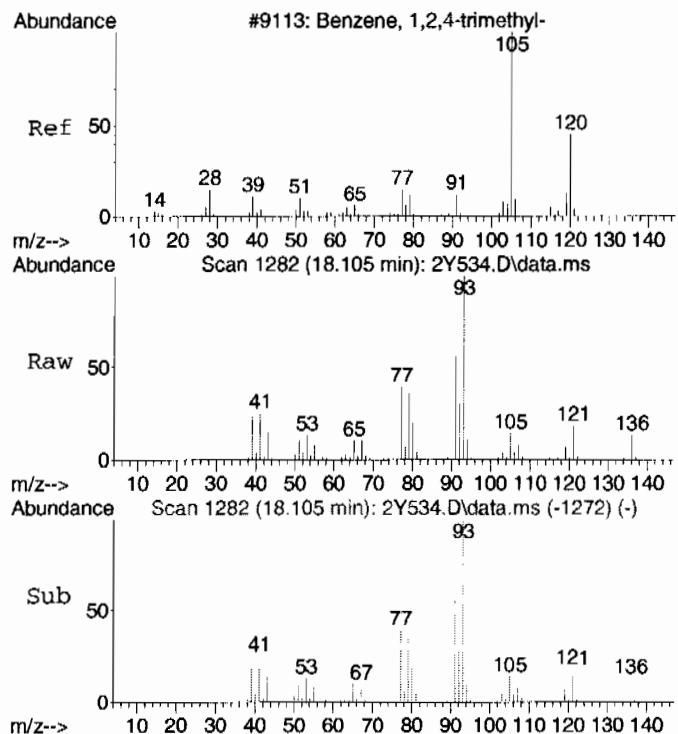 Abundance #9113: Benzene, 1,2,4-trimethyl-
105
Ref 50 120
14 28 39 51 65 77 91
0
m/z--> 10 20 30 40 50 60 70 80 90 100 110 120 130 140
Abundance Scan 1282 (18.105 min): 2Y534.D\data.ms
93
Raw 50 77
41 53 65 105 121 136
0
m/z--> 10 20 30 40 50 60 70 80 90 100 110 120 130 140
Abundance Scan 1282 (18.105 min): 2Y534.D\data.ms (-1272) (-)
93
Sub 50 77
41 53 67 105 121 136
0
m/z--> 10 20 30 40 50 60 70 80 90 100 110 120 130 140